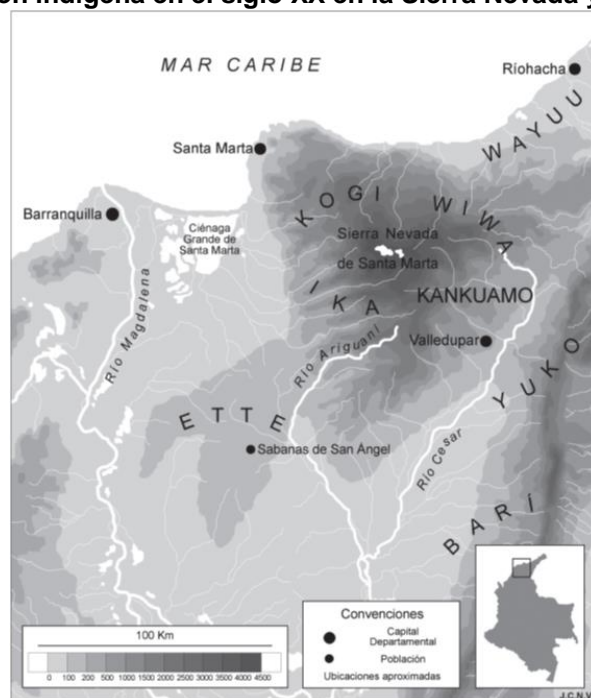 ón indígena en el siglo XX en la Sierra Nevada y
MAR CARIBE
Ríohacha
WAYUU
Santa Marta
KOGI
WIWA
Barranquilla
Ciénaga
Grande de
Santa Marta
Sierra Nevada
de Santa Marta
IKA
KANKUAMO
Río Magdalena
Río Ariguaní
Valledupar
YUKO
ETTE
Sabanas de San Ángel
Río Cesar
BARÍ
Convenciones
Capital
Departamental
Población
Ubicaciones aproximadas
100 Km
0 100 200 500 1000 1500 2000 2500 3000 3500 4000 4500
J.C.N.V.